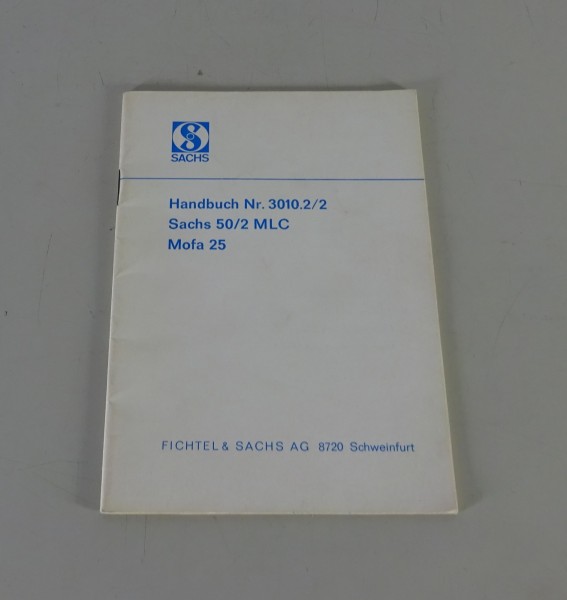 SACHS
Handbuch Nr. 3010.2/2
Sachs 50/2 MLC
Mofa 25
FICHTEL & SACHS AG 8720 Schweinfurt